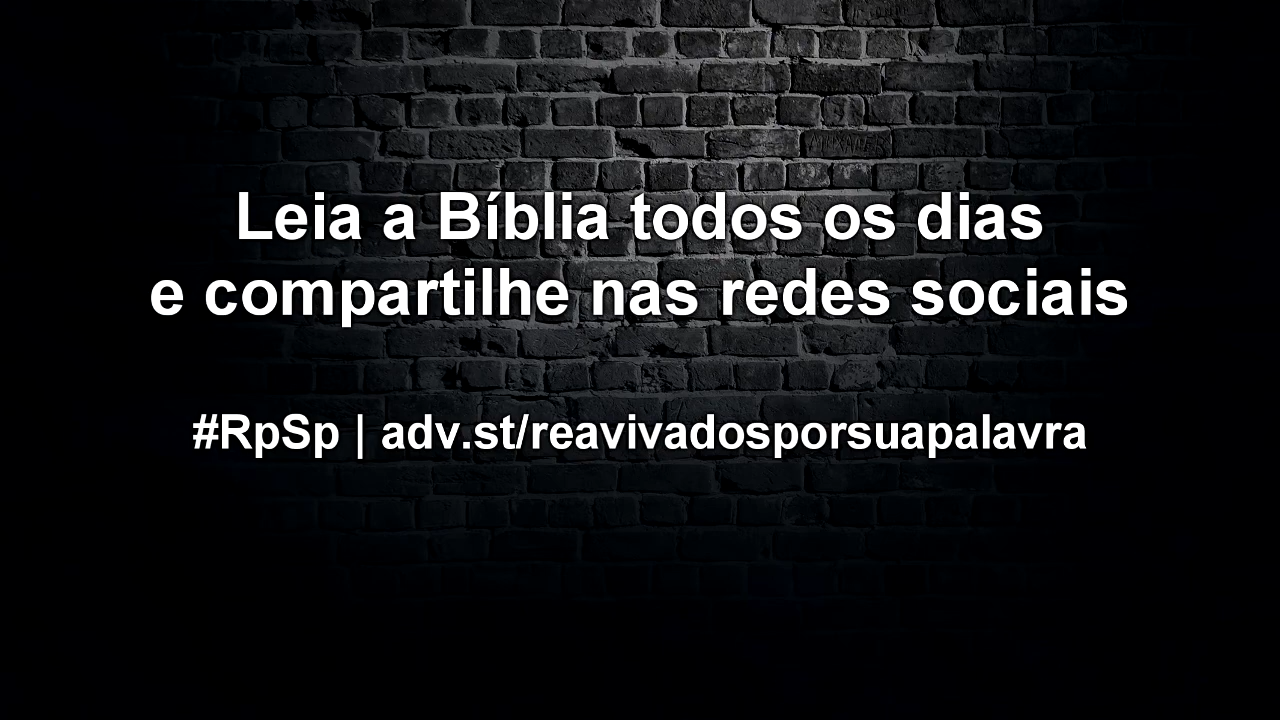 Leia a Bíblia todos os dias
e compartilhe nas redes sociais
#RpSp | adv.st/reavivadosporsuapalavra